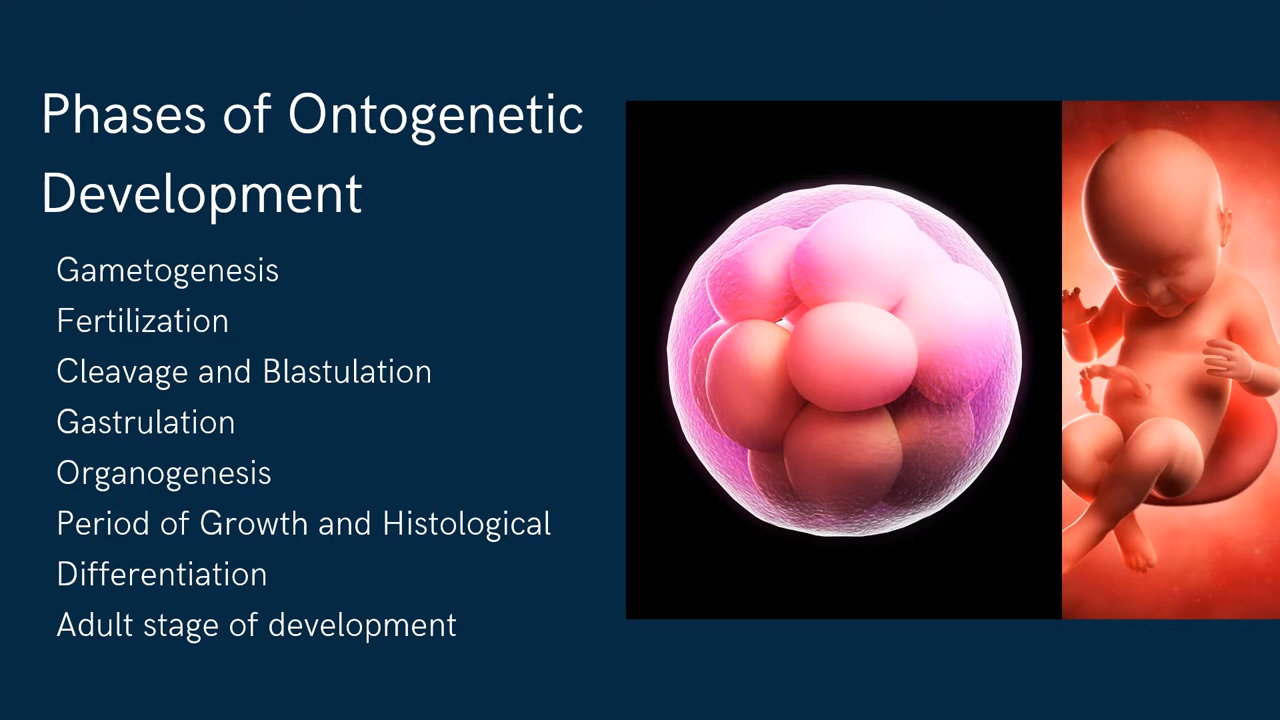 Phases of Ontogenetic
Development
Gametogenesis
Fertilization
Cleavage and Blastulation
Gastrulation
Organogenesis
Period of Growth and Histological
Differentiation
Adult stage of development